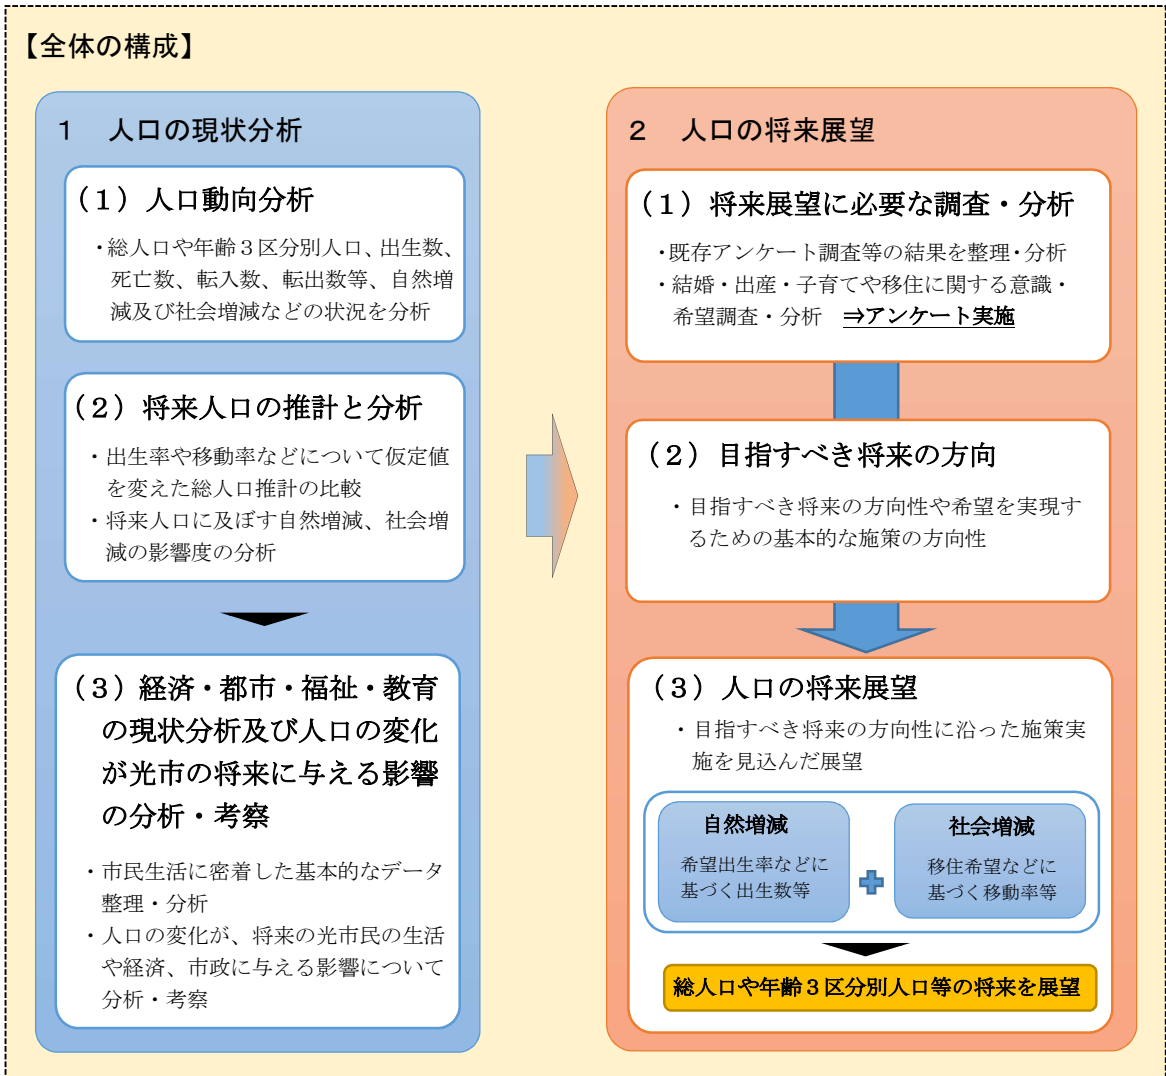 【全体の構成】
1　人口の現状分析
（１）人口動向分析
・総人口や年齢３区分別人口、出生数、
死亡数、転入数、転出数等、自然増
減及び社会増減などの状況を分析
（２）将来人口の推計と分析
・出生率や移動率などについて仮定値
を変えた総人口推計の比較
・将来人口に及ぼす自然増減、社会増
減の影響度の分析
（３）経済・都市・福祉・教育
の現状分析及び人口の変化
が光市の将来に与える影響
の分析・考察
・市民生活に密着した基本的なデータ
整理・分析
・人口の変化が、将来の光市民の生活
や経済、市政に与える影響について
分析・考察
2　人口の将来展望
（１）将来展望に必要な調査・分析
・既存アンケート調査等の結果を整理・分析
・結婚・出産・子育てや移住に関する意識・
希望調査・分析　⇒アンケート実施
（２）目指すべき将来の方向
・目指すべき将来の方向性や希望を実現す
るための基本的な施策の方向性
（３）人口の将来展望
・目指すべき将来の方向性に沿った施策実
施を見込んだ展望
自然増減
希望出生率などに
基づく出生数等
社会増減
移住希望などに
基づく移動率等
総人口や年齢３区分別人口等の将来を展望